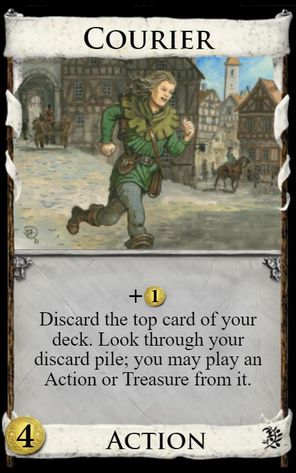 COURIER
+1
Discard the top card of your
deck. Look through your
discard pile; you may play an
Action or Treasure from it.
4
ACTION